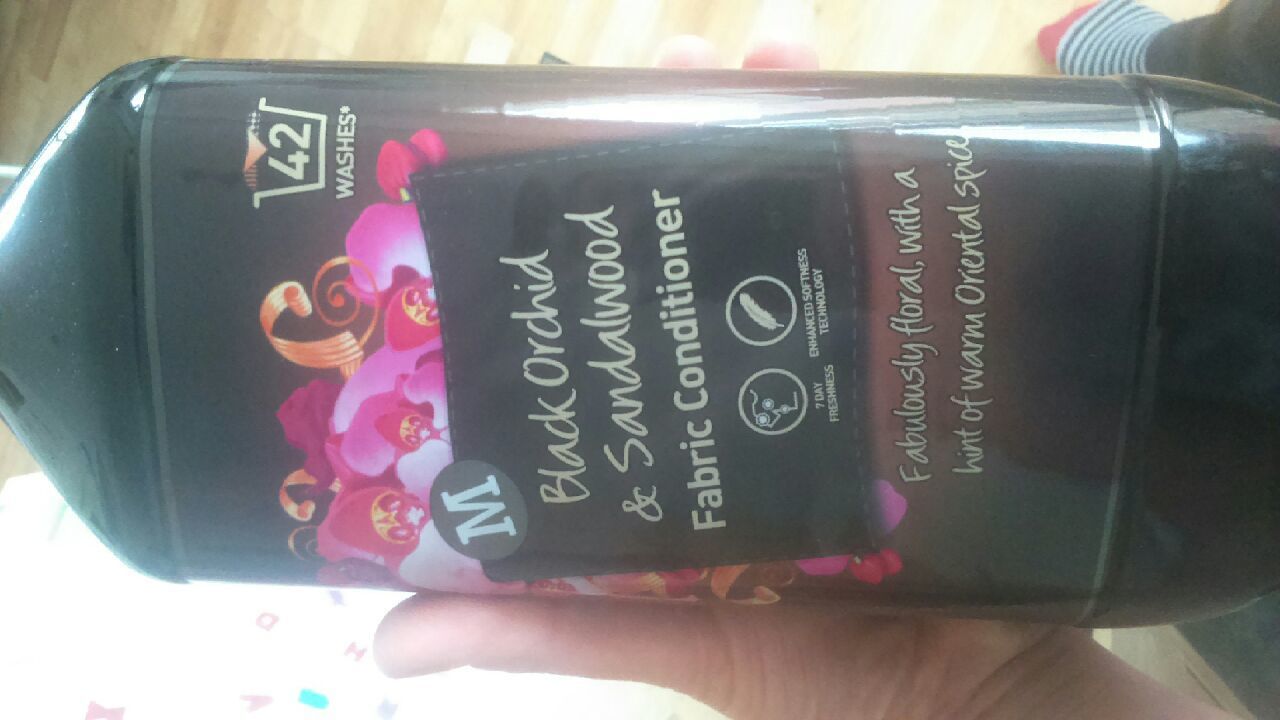 42
WASHES*
M
Black Orchid
& Sandalwood
Fabric Conditioner
7 DAY
FRESHNESS
ENHANCED SOFTNESS
TECHNOLOGY
Fabulously floral, with a
hint of warm Oriental spice